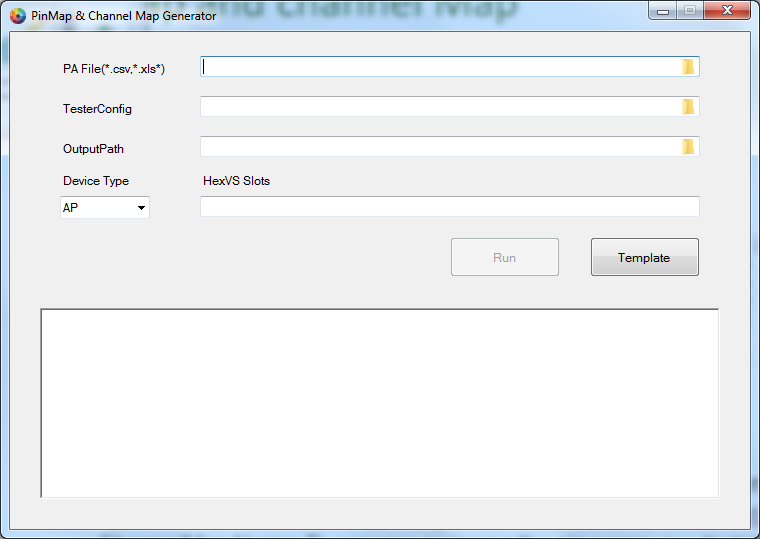 PinMap & Channel Map Generator
PA File(*.csv,*.xls*)
TesterConfig
OutputPath
Device Type
HexVS Slots
AP
Run
Template